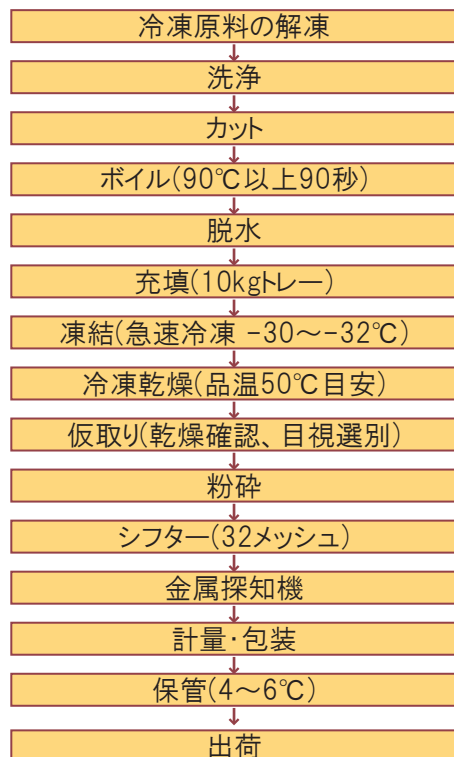 冷凍原料の解凍
洗浄
カット
ボイル(90℃以上90秒)
脱水
充填(10kgトレー)
凍結(急速冷凍 -30～-32℃)
冷凍乾燥(品温50℃目安)
仮取り(乾燥確認、目視選別)
粉砕
シフター(32メッシュ)
金属探知機
計量・包装
保管(4～6℃)
出荷